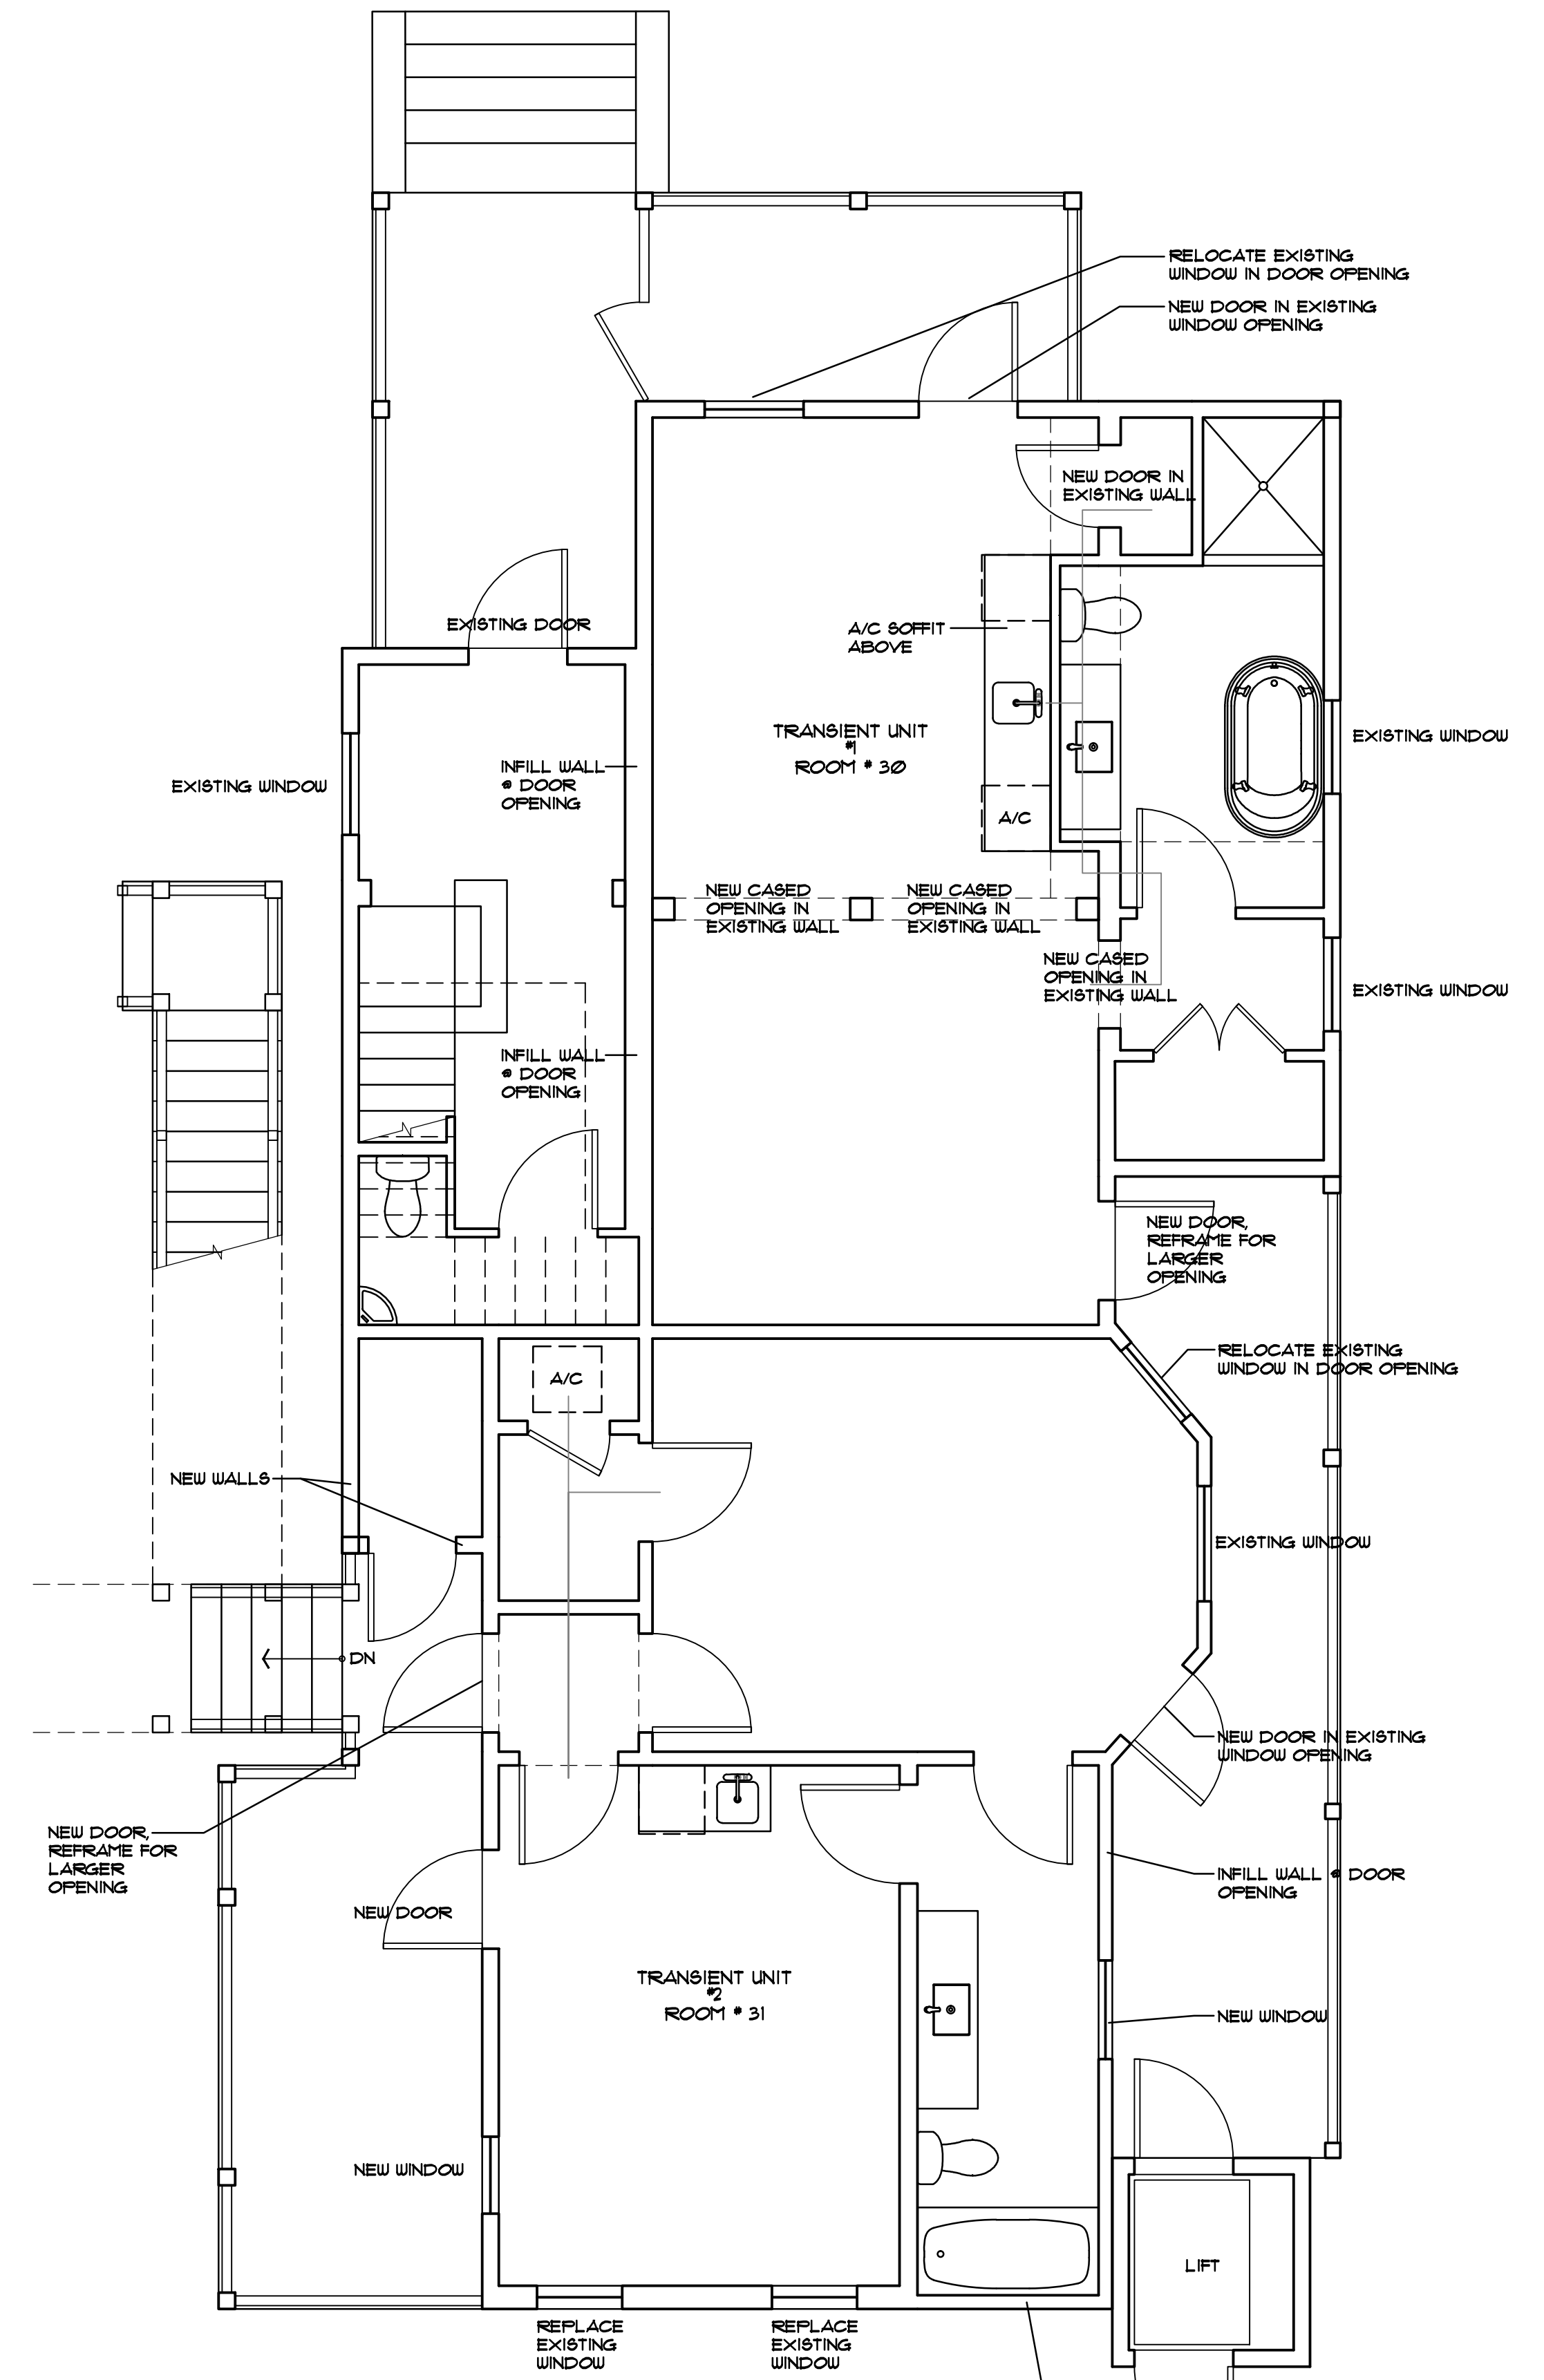 RELOCATE EXISTING
WINDOW IN DOOR OPENING
NEW DOOR IN EXISTING
WINDOW OPENING
NEW DOOR IN
EXISTING WALL
EXISTING DOOR
A/C SOFFIT
ABOVE
TRANSIENT UNIT
#1
ROOM # 30
EXISTING WINDOW
INFILL WALL
@ DOOR
OPENING
EXISTING WINDOW
A/C
NEW CASED
OPENING IN
EXISTING WALL
NEW CASED
OPENING IN
EXISTING WALL
NEW CASED
OPENING IN
EXISTING WALL
EXISTING WINDOW
INFILL WALL
@ DOOR
OPENING
NEW DOOR,
REFRAME FOR
LARGER
OPENING
RELOCATE EXISTING
WINDOW IN DOOR OPENING
A/C
NEW WALLS
EXISTING WINDOW
DN
NEW DOOR IN EXISTING
WINDOW OPENING
NEW DOOR,
REFRAME FOR
LARGER
OPENING
INFILL WALL @ DOOR
OPENING
NEW DOOR
TRANSIENT UNIT
#2
ROOM # 31
NEW WINDOW
NEW WINDOW
LIFT
REPLACE
EXISTING
WINDOW
REPLACE
EXISTING
WINDOW